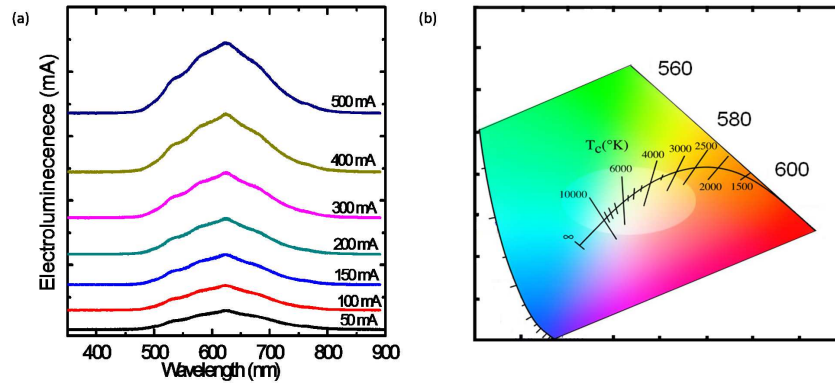 (a)
Electroluminecenece (mA)
500 mA
400 mA
300 mA
200 mA
150 mA
100 mA
50 mA
400 500 600 700 800 900
Wavelength (nm)
(b)
560
580
600
Tc(°K)
∞
10000
6000
4000
3000
2500
2000
1500